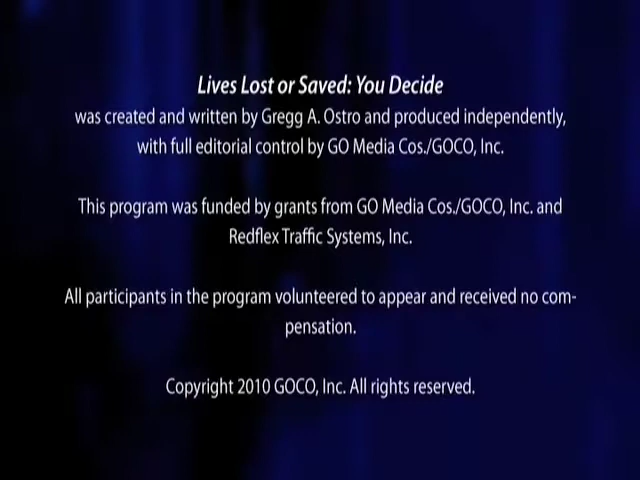 Lives Lost or Saved: You Decide
was created and written by Gregg A. Ostro and produced independently,
with full editorial control by GO Media Cos./GOCO, Inc.
This program was funded by grants from GO Media Cos./GOCO, Inc. and
Redflex Traffic Systems, Inc.
All participants in the program volunteered to appear and received no com-
pensation.
Copyright 2010 GOCO, Inc. All rights reserved.